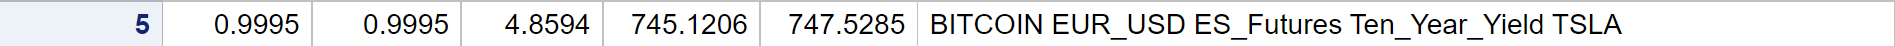 5 0.9995 0.9995 4.8594 745.1206 747.5285 BITCOIN EUR_USD ES_Futures Ten_Year_Yield TSLA